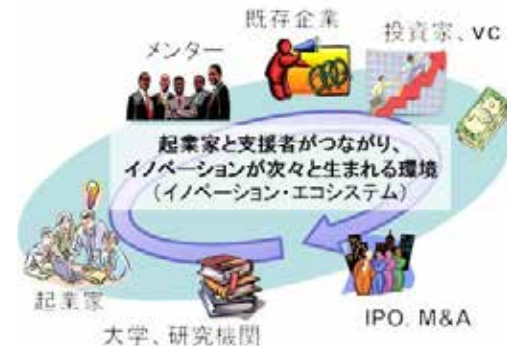 既存企業
投資家、VC
メンター
起業家と支援者がつながり、
イノベーションが次々と生まれる環境
(イノベーション・エコシステム)
起業家
大学、研究機関
IPO, M&A